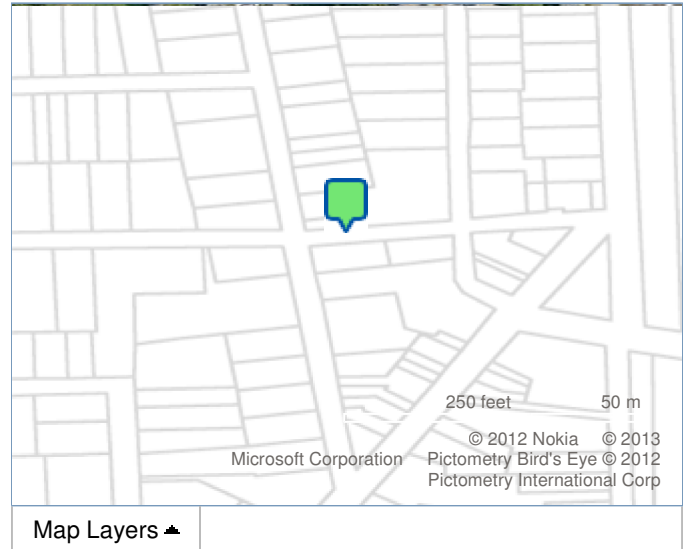 250 feet 50 m
© 2012 Nokia © 2013
Microsoft Corporation Pictometry Bird's Eye © 2012
Pictometry International Corp
Map Layers